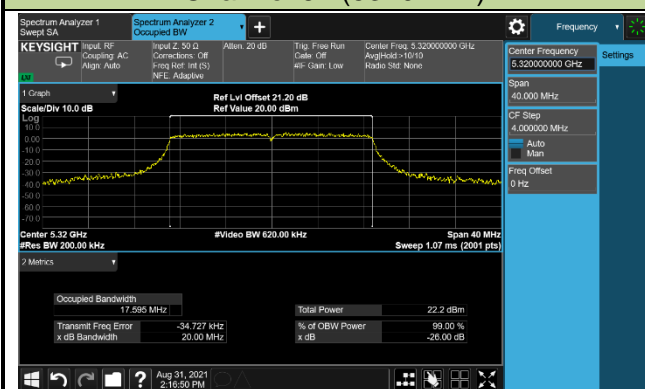 Spectrum Analyzer 1
Swept SA
Spectrum Analyzer 2
Occupied BW
Frequency
KEYSIGHT
Input: RF
Coupling: AC
Align: Auto
Input Z: 50 Ω
Corrections: Off
Freq Ref: Int (S)
NFE: Adaptive
Atten: 20 dB
Trig: Free Run
Gate: Off
#IF Gain: Low
Center Freq: 5.320000000 GHz
Avg|Hold:>10/10
Radio Std: None
LXI
Center Frequency
5.320000000 GHz
Settings
Span
40.000 MHz
CF Step
4.000000 MHz
Auto
Man
Freq Offset
0 Hz
1 Graph
Scale/Div 10.0 dB
Ref Lvl Offset 21.20 dB
Ref Value 20.00 dBm
Log
10.0
0.00
-10.0
-20.0
-30.0
-40.0
-50.0
-60.0
-70.0
Center 5.32 GHz
#Res BW 200.00 kHz
#Video BW 620.00 kHz
Span 40 MHz
Sweep 1.07 ms (2001 pts)
2 Metrics
Occupied Bandwidth
17.595 MHz
Total Power 22.2 dBm
Transmit Freq Error -34.727 kHz
% of OBW Power 99.00 %
x dB Bandwidth 20.00 MHz
x dB -26.00 dB
?
Aug 31, 2021
2:16:50 PM